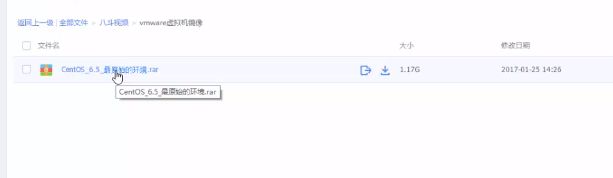 返回上一级 | 全部文件 > 八斗视频 > vmware虚拟机镜像
文件名 大小 修改日期
CentOS_6.5_最原始的环境.rar 1.17G 2017-01-25 14:26
CentOS_6.5_最原始的环境.rar